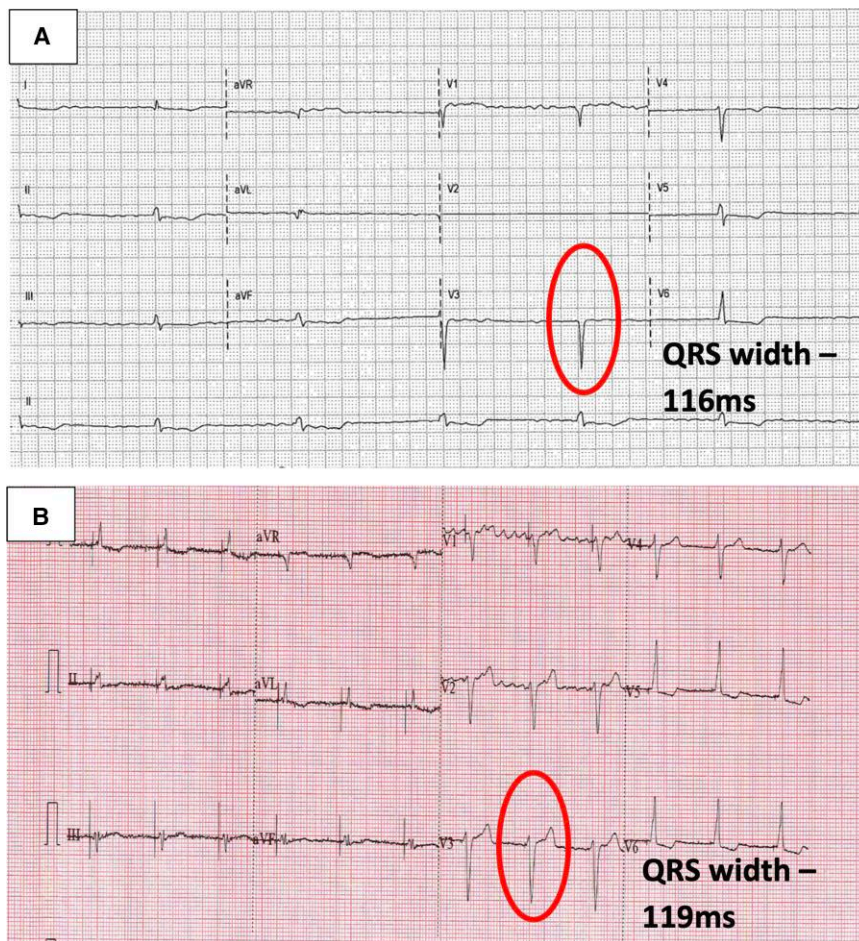 A
I
aVR
V1
V4
II
aVL
V2
V5
III
aVF
V3
V6
QRS width –
116ms
II
B
aVR
V1
V4
II
aVL
V2
V5
III
aVF
V3
V6
QRS width –
119ms